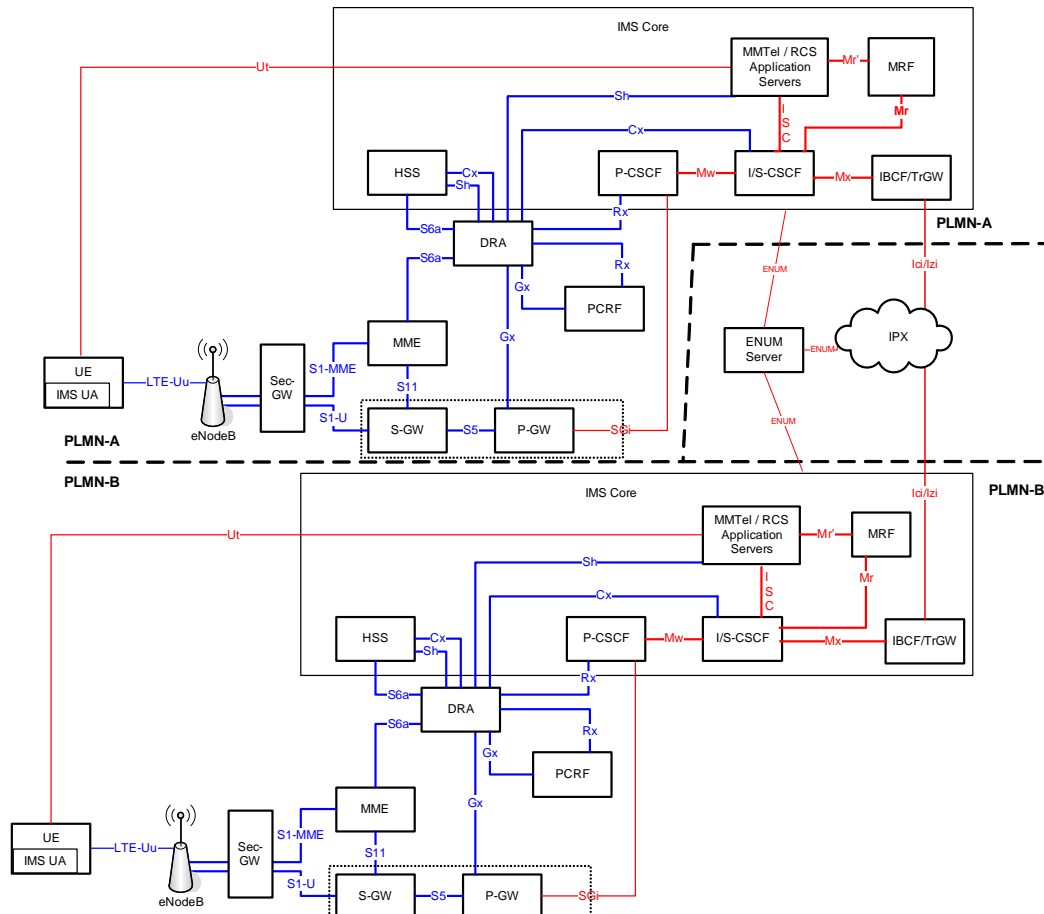 IMS Core
MMTel / RCS
Application
Servers
Mr'
MRF
Ut
Sh
I
S
C
Mr
Cx
HSS
Cx
Sh
P-CSCF
Mw
I/S-CSCF
Mx
IBCF/TrGW
Rx
PLMN-A
S6a
DRA
S6a
Rx
ENUM
Ici/Izi
Gx
PCRF
IPX
MME
Gx
ENUM
Server
ENUM
UE
IMS UA
LTE-Uu
Sec-
GW
S1-MME
S11
S1-U
eNodeB
S-GW
S5
P-GW
SGi
ENUM
PLMN-A
PLMN-B
IMS Core
Ici/Izi
PLMN-B
MMTel / RCS
Application
Servers
Mr'
MRF
Ut
Sh
I
S
C
Mr
Cx
HSS
Cx
Sh
P-CSCF
Mw
I/S-CSCF
Mx
IBCF/TrGW
Rx
S6a
DRA
S6a
Rx
Gx
PCRF
MME
Gx
UE
IMS UA
LTE-Uu
Sec-
GW
S1-MME
S11
S1-U
eNodeB
S-GW
S5
P-GW
SGi